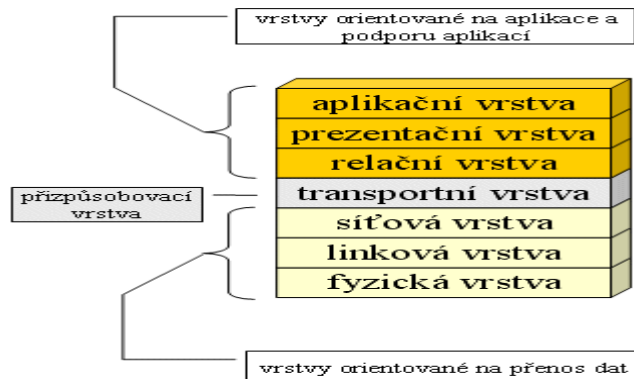 vrstvy orientované na aplikace a
podporu aplikací
aplikační vrstva
prezentační vrstva
relační vrstva
přizpůsobovací
vrstva
transportní vrstva
síťová vrstva
linková vrstva
fyzická vrstva
vrstvy orientované na přenos dat